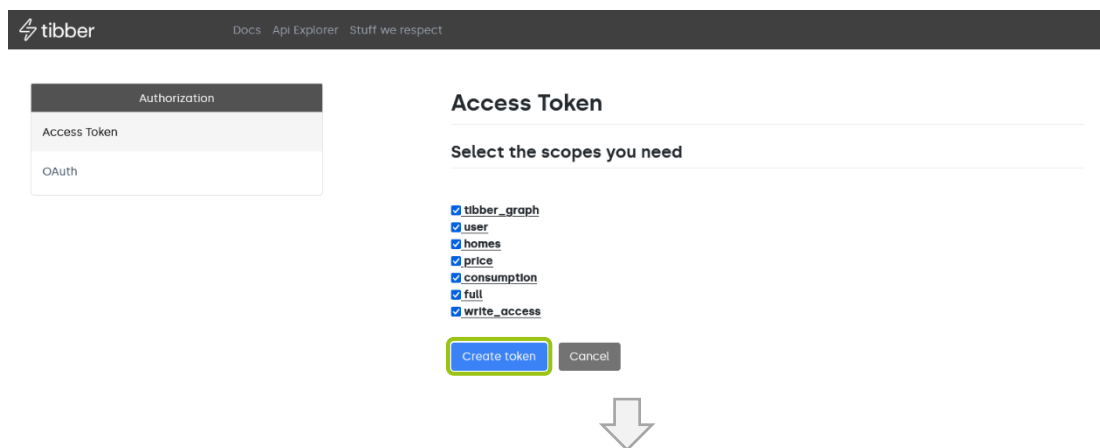 tibber Docs Api Explorer Stuff we respect
Authorization
Access Token
OAuth
Access Token
Select the scopes you need
tibber_graph
user
homes
price
consumption
full
write_access
Create token Cancel